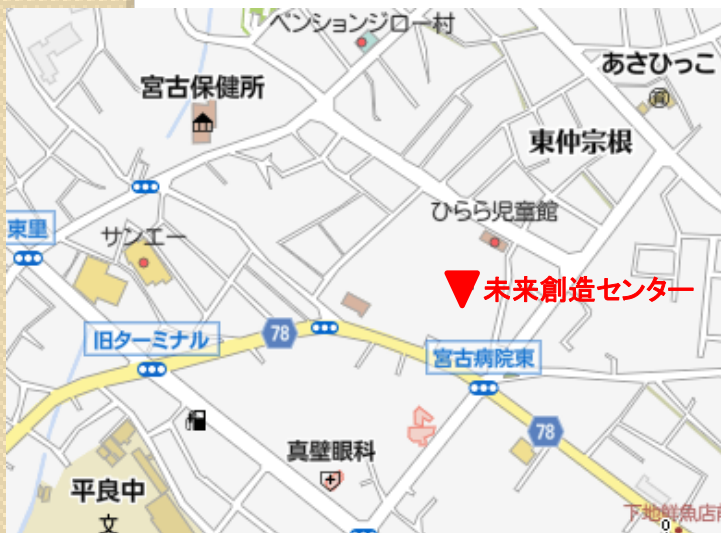 ペンションジロー村
あさひっこ
宮古保健所
東仲宗根
ひらら児童館
東里
サンエー
未来創造センター
旧ターミナル
78
宮古病院東
78
真壁眼科
平良中
文
下地鮮魚店前